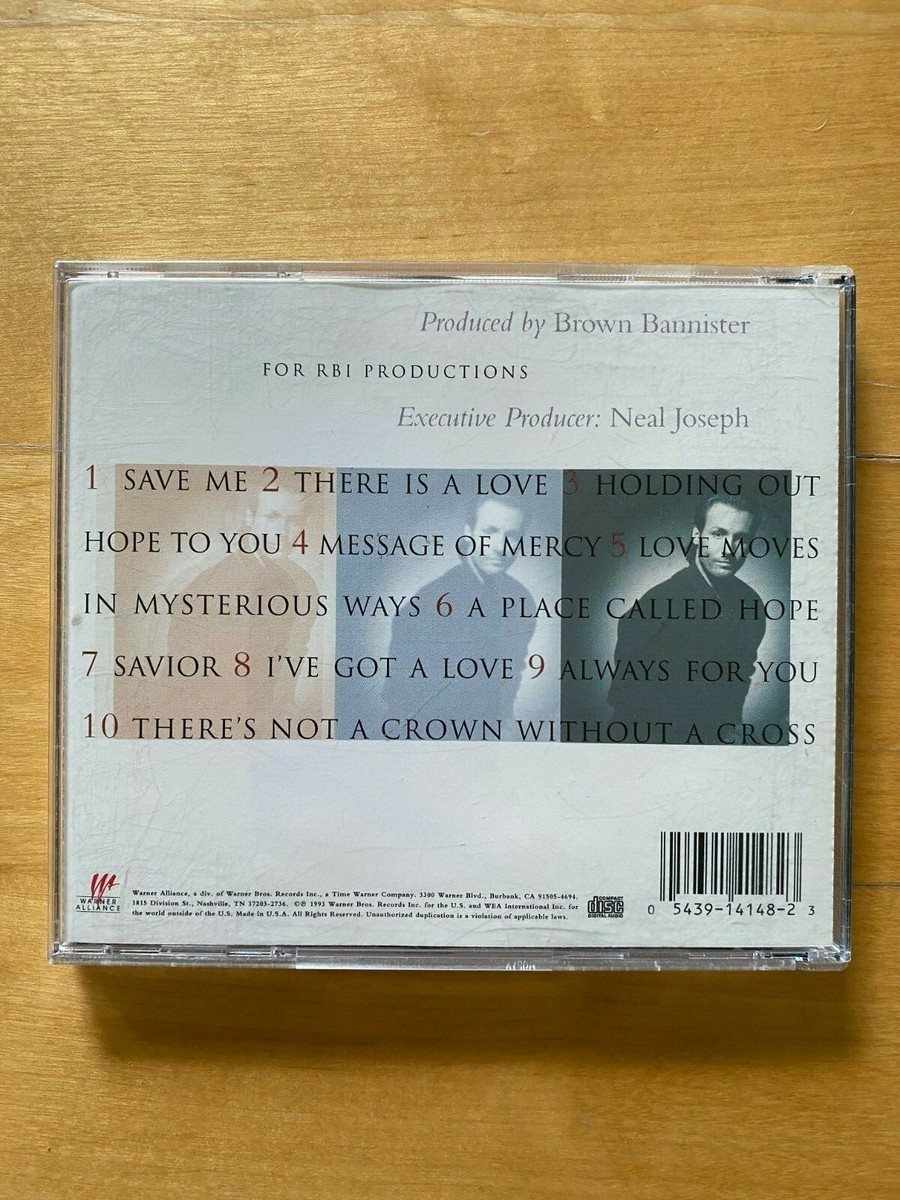 Produced by Brown Bannister
FOR RBI PRODUCTIONS
Executive Producer: Neal Joseph
1 SAVE ME 2 THERE IS A LOVE 3 HOLDING OUT
HOPE TO YOU 4 MESSAGE OF MERCY 5 LOVE MOVES
IN MYSTERIOUS WAYS 6 A PLACE CALLED HOPE
7 SAVIOR 8 I'VE GOT A LOVE 9 ALWAYS FOR YOU
10 THERE'S NOT A CROWN WITHOUT A CROSS
WARNER
ALLIANCE
Warner Alliance, a div. of Warner Bros. Records Inc., a Time Warner Company. 3300 Warner Blvd., Burbank, CA 91505-4694.
1815 Division St., Nashville, TN 37203-2736. ©℗ 1993 Warner Bros. Records Inc. for the U.S. and WEA International Inc. for
the world outside of the U.S. Made in U.S.A. All Rights Reserved. Unauthorized duplication is a violation of applicable laws.
COMPACT
disc
DIGITAL AUDIO
0 5439-14148-2 3